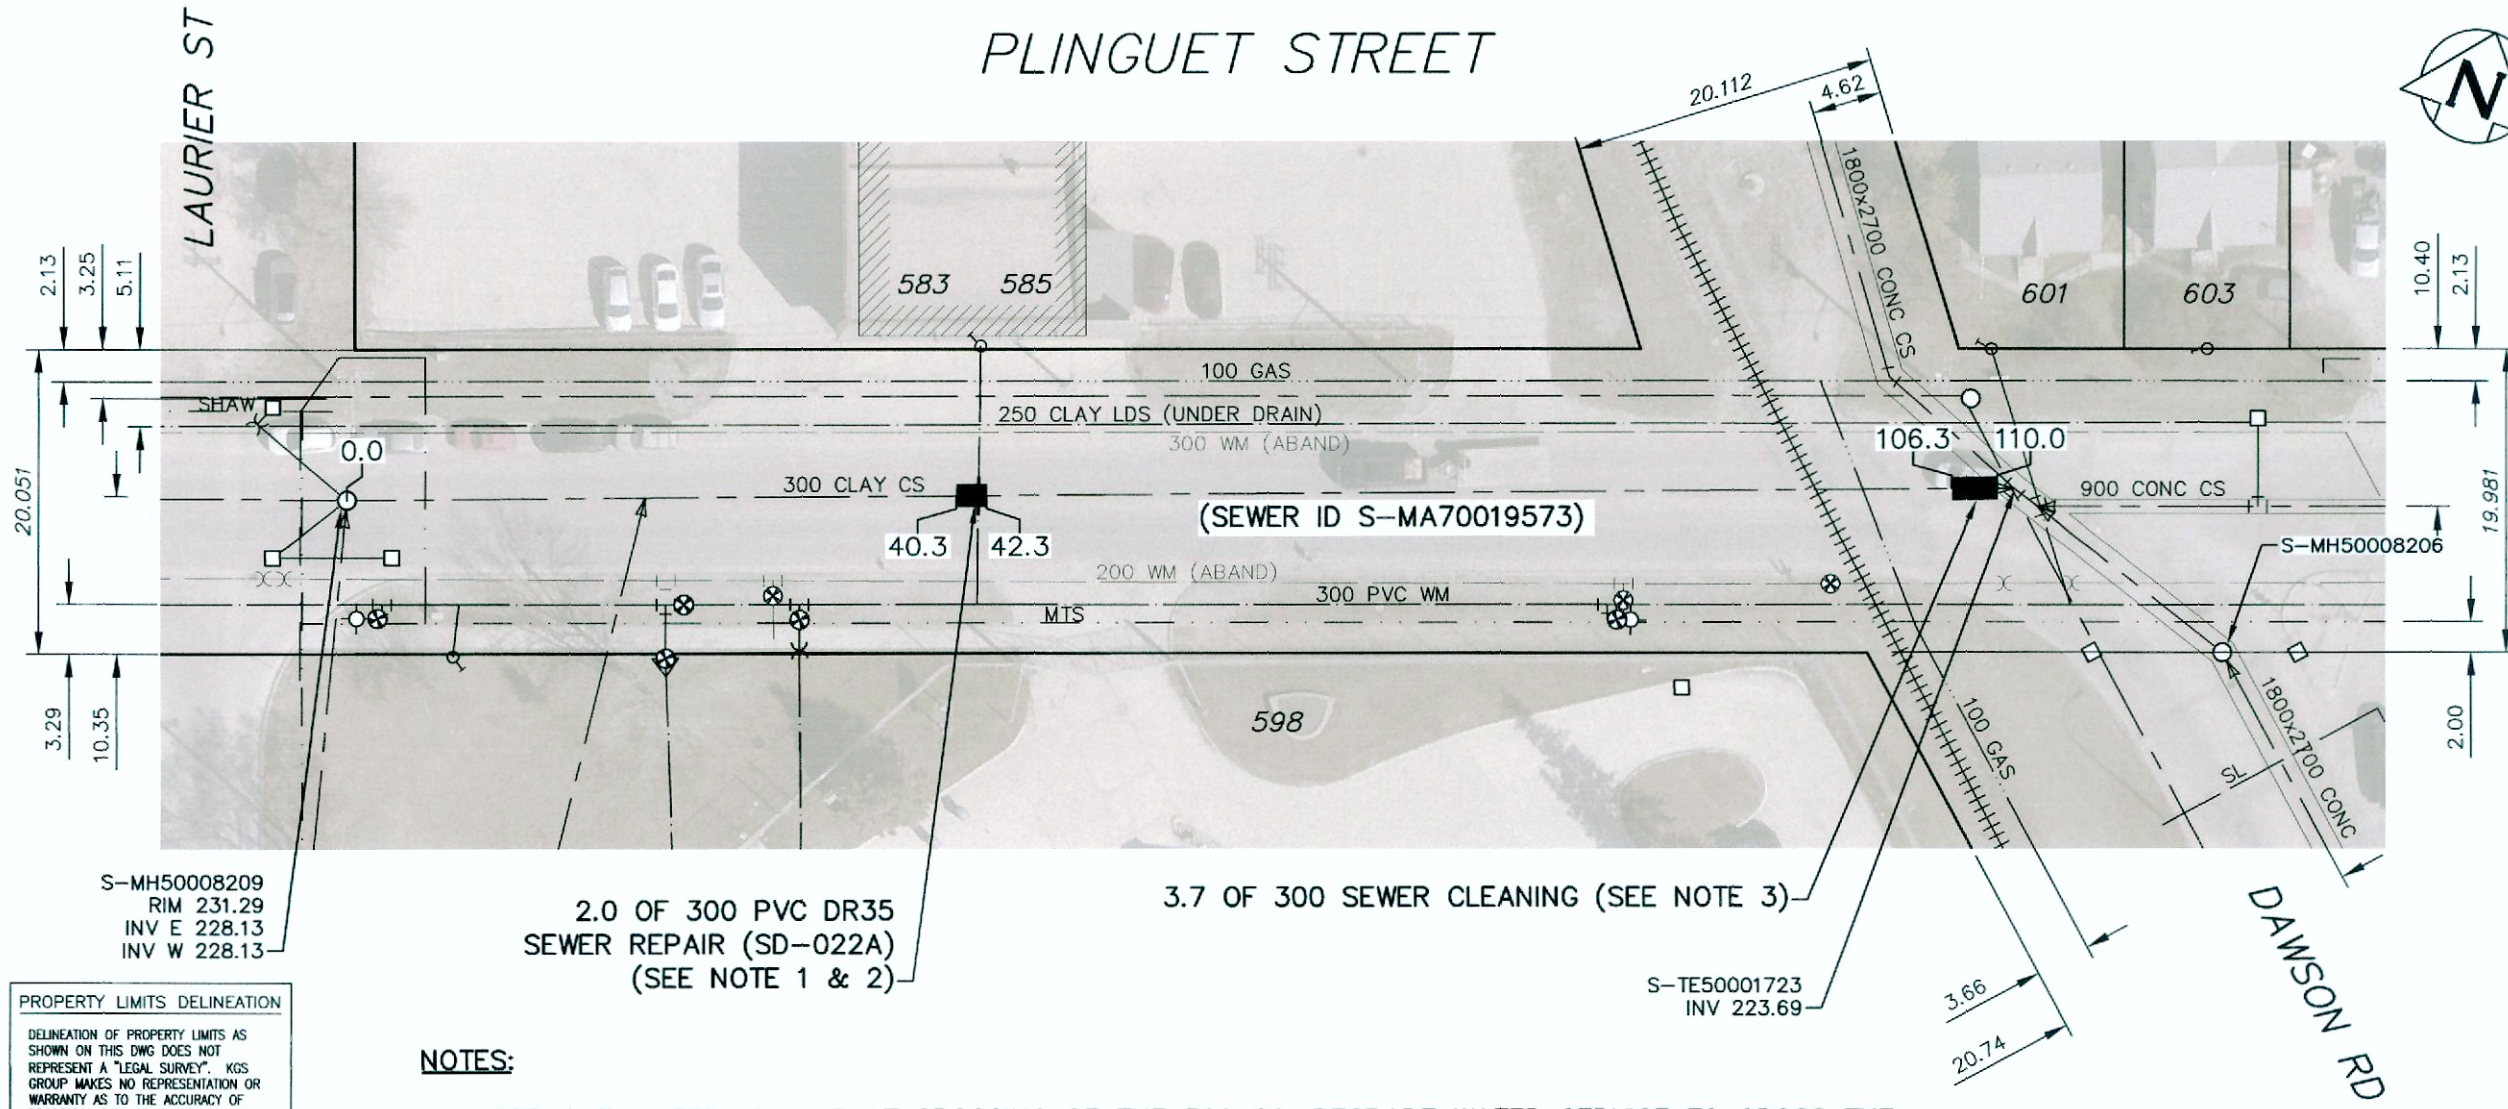 PLINGUET STREET
LAURIER ST
N
20.112
4.62
1800x2700 CONC CS
2.13
3.25
5.11
583
585
601
603
10.40
2.13
100 GAS
SHAW
250 CLAY LDS (UNDER DRAIN)
300 WM (ABAND)
0.0
106.3
110.0
300 CLAY CS
900 CONC CS
20.051
19.981
(SEWER ID S-MA70019573)
40.3
42.3
S-MH50008206
200 WM (ABAND)
300 PVC WM
MTS
3.29
10.35
598
100 GAS
SL
1800x2700 CONC
2.00
S-MH50008209
RIM 231.29
INV E 228.13
INV W 228.13
2.0 OF 300 PVC DR35
SEWER REPAIR (SD-022A)
(SEE NOTE 1 & 2)
3.7 OF 300 SEWER CLEANING (SEE NOTE 3)
S-TE50001723
INV 223.69
3.66
20.74
DAWSON RD
PROPERTY LIMITS DELINEATION
DELINEATION OF PROPERTY LIMITS AS
SHOWN ON THIS DWG DOES NOT
REPRESENT A "LEGAL SURVEY". KGS
GROUP MAKES NO REPRESENTATION OR
WARRANTY AS TO THE ACCURACY OF
NOTES: